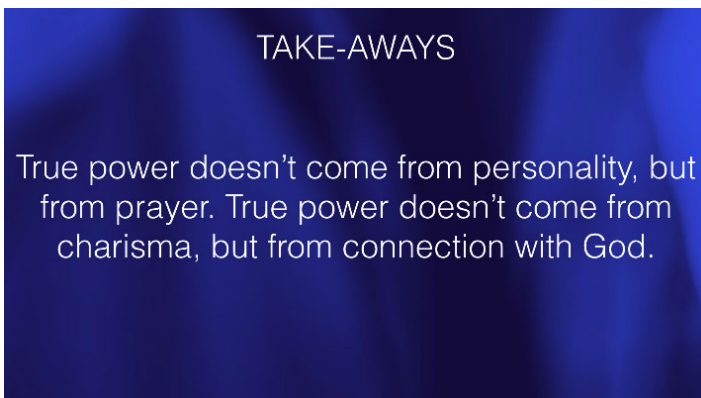 TAKE-AWAYS
True power doesn’t come from personality, but
from prayer. True power doesn’t come from
charisma, but from connection with God.